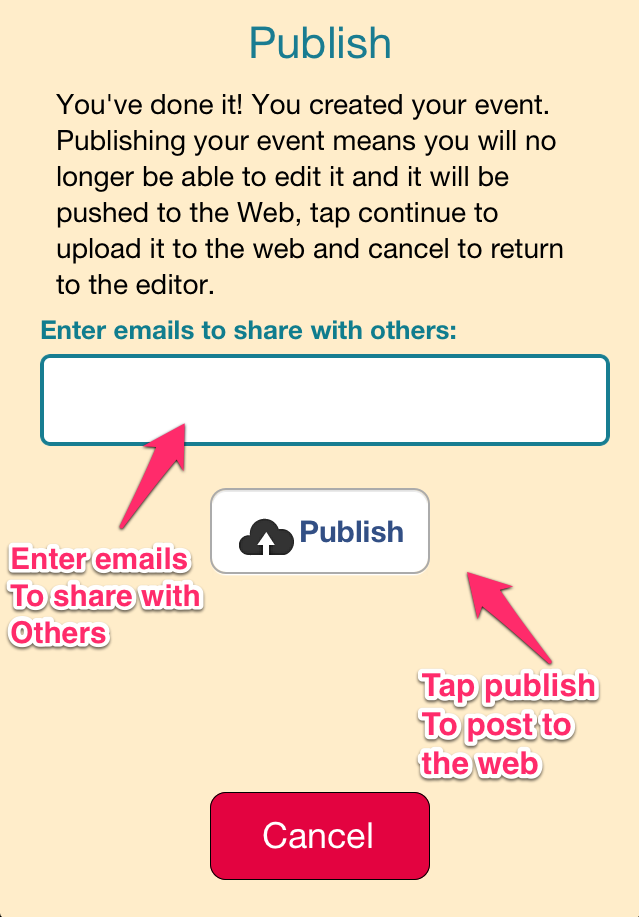 Publish
You've done it! You created your event.
Publishing your event means you will no
longer be able to edit it and it will be
pushed to the Web, tap continue to
upload it to the web and cancel to return
to the editor.
Enter emails to share with others:
Publish
Enter emails
To share with
Others
Tap publish
To post to
the web
Cancel